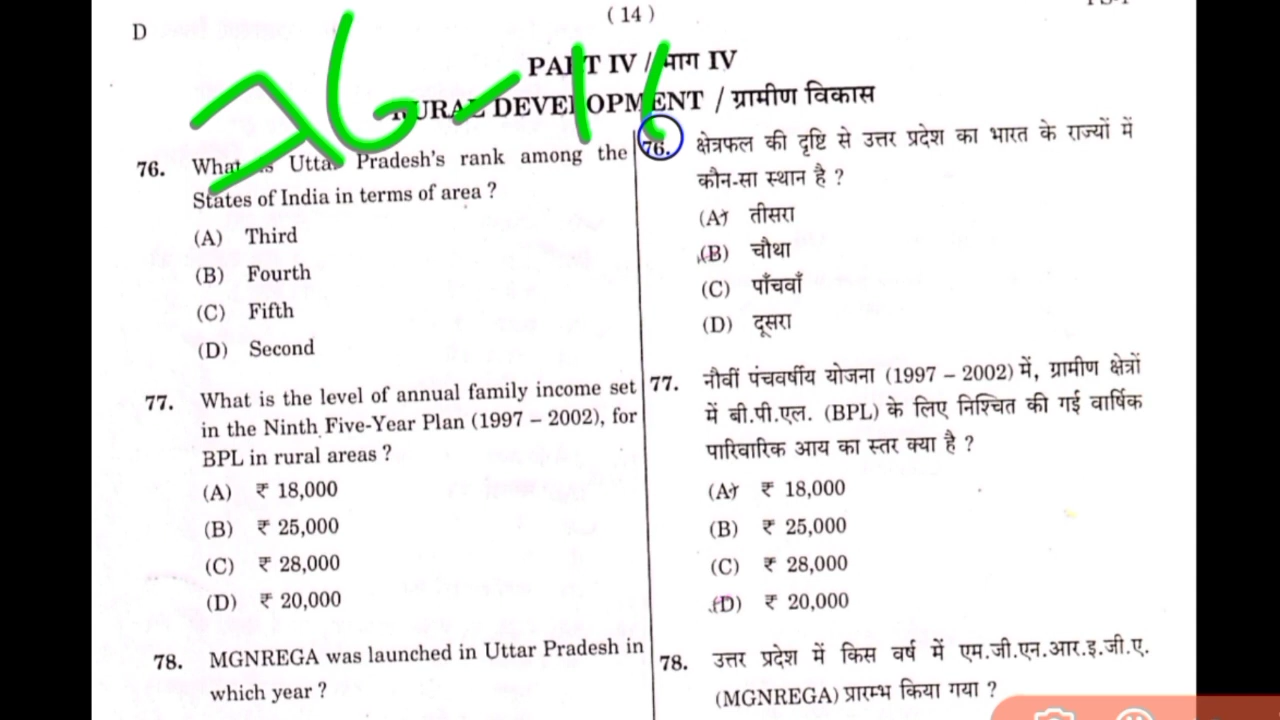 D
( 14 )
PART IV / भाग IV
RURAL DEVELOPMENT / ग्रामीण विकास
76-16
76. What is Uttar Pradesh's rank among the
States of India in terms of area ?
(A) Third
(B) Fourth
(C) Fifth
(D) Second
77. What is the level of annual family income set
in the Ninth Five-Year Plan (1997 – 2002), for
BPL in rural areas ?
(A) ₹ 18,000
(B) ₹ 25,000
(C) ₹ 28,000
(D) ₹ 20,000
78. MGNREGA was launched in Uttar Pradesh in
which year ?
76. क्षेत्रफल की दृष्टि से उत्तर प्रदेश का भारत के राज्यों में
कौन-सा स्थान है ?
(A) तीसरा
(B) चौथा
(C) पाँचवाँ
(D) दूसरा
77. नौवीं पंचवर्षीय योजना (1997 – 2002) में, ग्रामीण क्षेत्रों
में बी.पी.एल. (BPL) के लिए निश्चित की गई वार्षिक
पारिवारिक आय का स्तर क्या है ?
(A) ₹ 18,000
(B) ₹ 25,000
(C) ₹ 28,000
(D) ₹ 20,000
78. उत्तर प्रदेश में किस वर्ष में एम.जी.एन.आर.इ.जी.ए.
(MGNREGA) प्रारम्भ किया गया ?